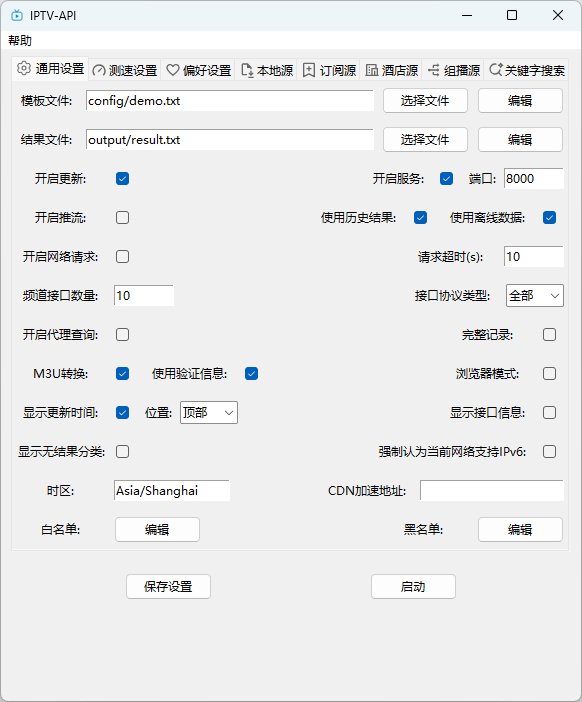 IPTV-API
帮助
通用设置 测速设置 偏好设置 本地源 订阅源 酒店源 组播源 关键字搜索
模板文件: config/demo.txt 选择文件 编辑
结果文件: output/result.txt 选择文件 编辑
开启更新: 开启服务: 端口: 8000
开启推流: 使用历史结果: 使用离线数据:
开启网络请求: 请求超时(s): 10
频道接口数量: 10 接口协议类型: 全部
开启代理查询: 完整记录:
M3U转换: 使用验证信息: 浏览器模式:
显示更新时间: 位置: 顶部 显示接口信息:
显示无结果分类: 强制认为当前网络支持IPv6:
时区: Asia/Shanghai CDN加速地址:
白名单: 编辑 黑名单: 编辑
保存设置 启动